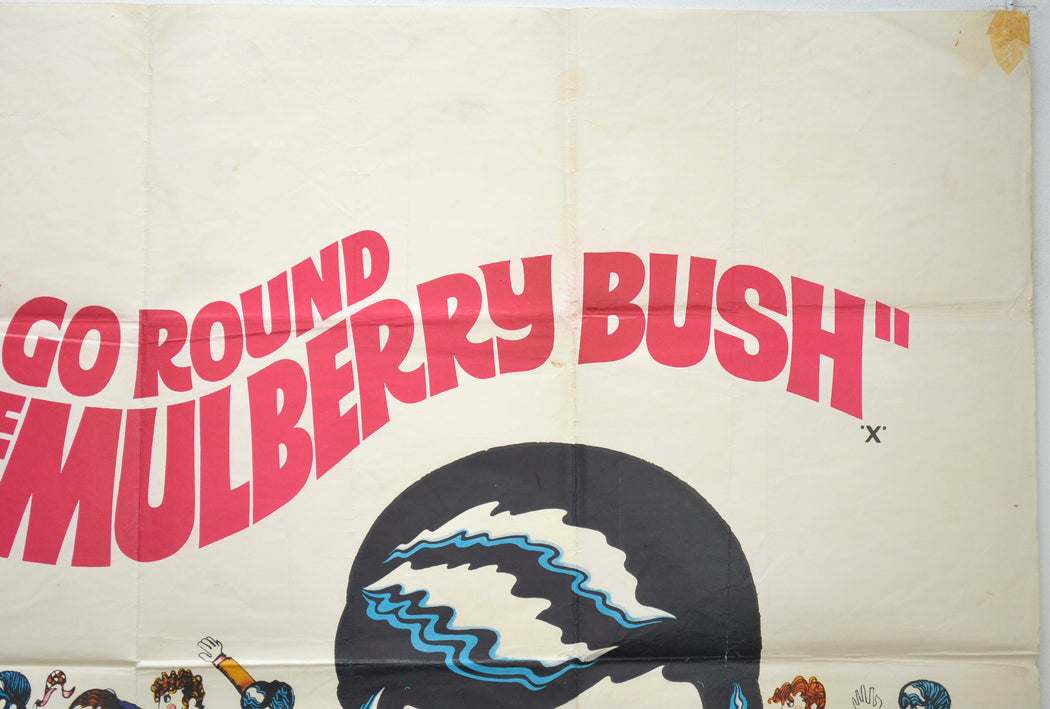 GO ROUND
MULBERRY BUSH"
'X'